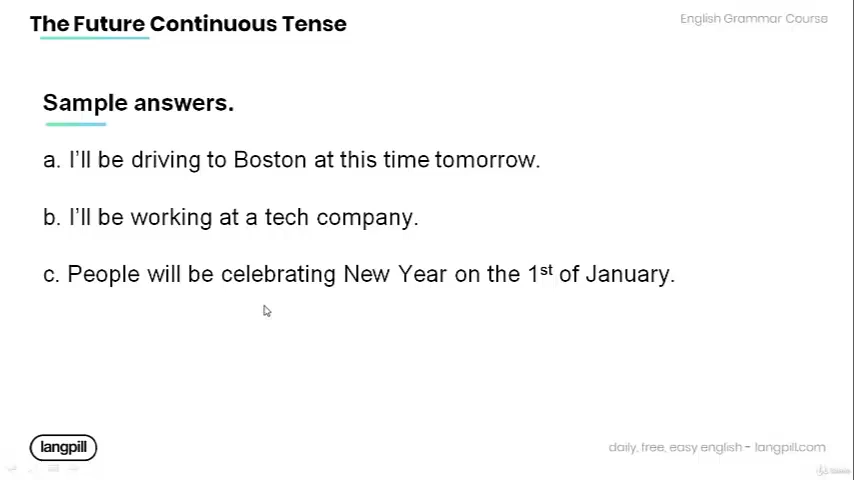 The Future Continuous Tense
English Grammar Course
Sample answers.
a. I'll be driving to Boston at this time tomorrow.
b. I'll be working at a tech company.
c. People will be celebrating New Year on the 1st of January.
langpill
daily, free, easy english - langpill.com